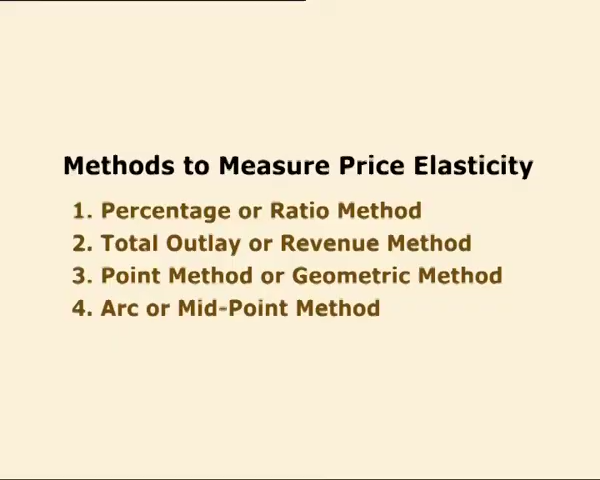 Methods to Measure Price Elasticity
1. Percentage or Ratio Method
2. Total Outlay or Revenue Method
3. Point Method or Geometric Method
4. Arc or Mid-Point Method